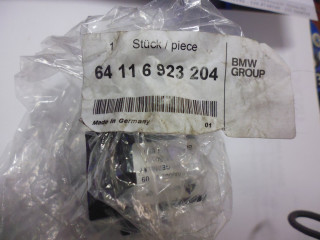 1 Stück / piece
64 11 6 923 204
BMW
GROUP
Made in Germany
01